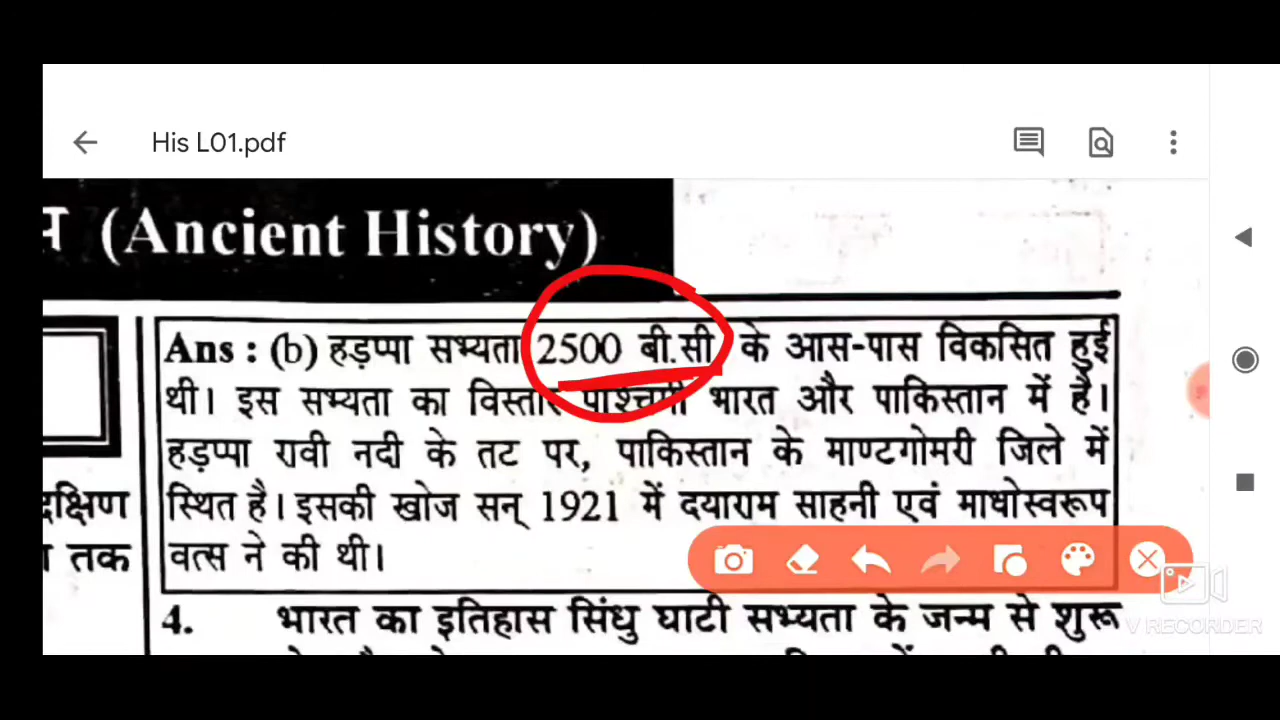 His L01.pdf
(Ancient History)
Ans : (b) हड़प्पा सभ्यता 2500 बी.सी के आस-पास विकसित हुई
थी। इस सभ्यता का विस्तार पश्चिमी भारत और पाकिस्तान में है।
हड़प्पा रावी नदी के तट पर, पाकिस्तान के माण्टगोमरी जिले में
स्थित है। इसकी खोज सन् 1921 में दयाराम साहनी एवं माधोस्वरूप
वत्स ने की थी।
दक्षिण
तक
4. भारत का इतिहास सिंधु घाटी सभ्यता के जन्म से शुरू
V RECORDER